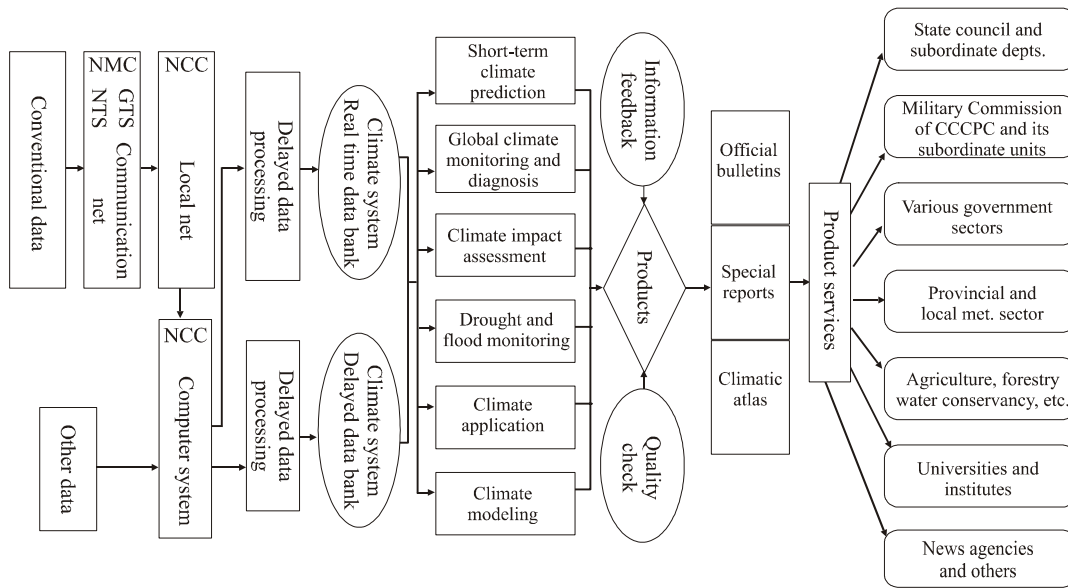 Conventional data
NMC
GTS Communication
NTS net
NCC
Local net
Other data
NCC
Computer system
Delayed data
processing
Delayed data
processing
Climate system
Real time data bank
Climate system
Delayed data bank
Short-term
climate
prediction
Global climate
monitoring and
diagnosis
Climate impact
assessment
Drought and
flood monitoring
Climate
application
Climate
modeling
Information
feedback
Products
Quality
check
Official
bulletins
Special
reports
Climatic
atlas
Product services
State council and
subordinate depts.
Military Commission
of CCCPC and its
subordinate units
Various government
sectors
Provincial and
local met. sector
Agriculture, forestry
water conservancy, etc.
Universities and
institutes
News agencies
and others